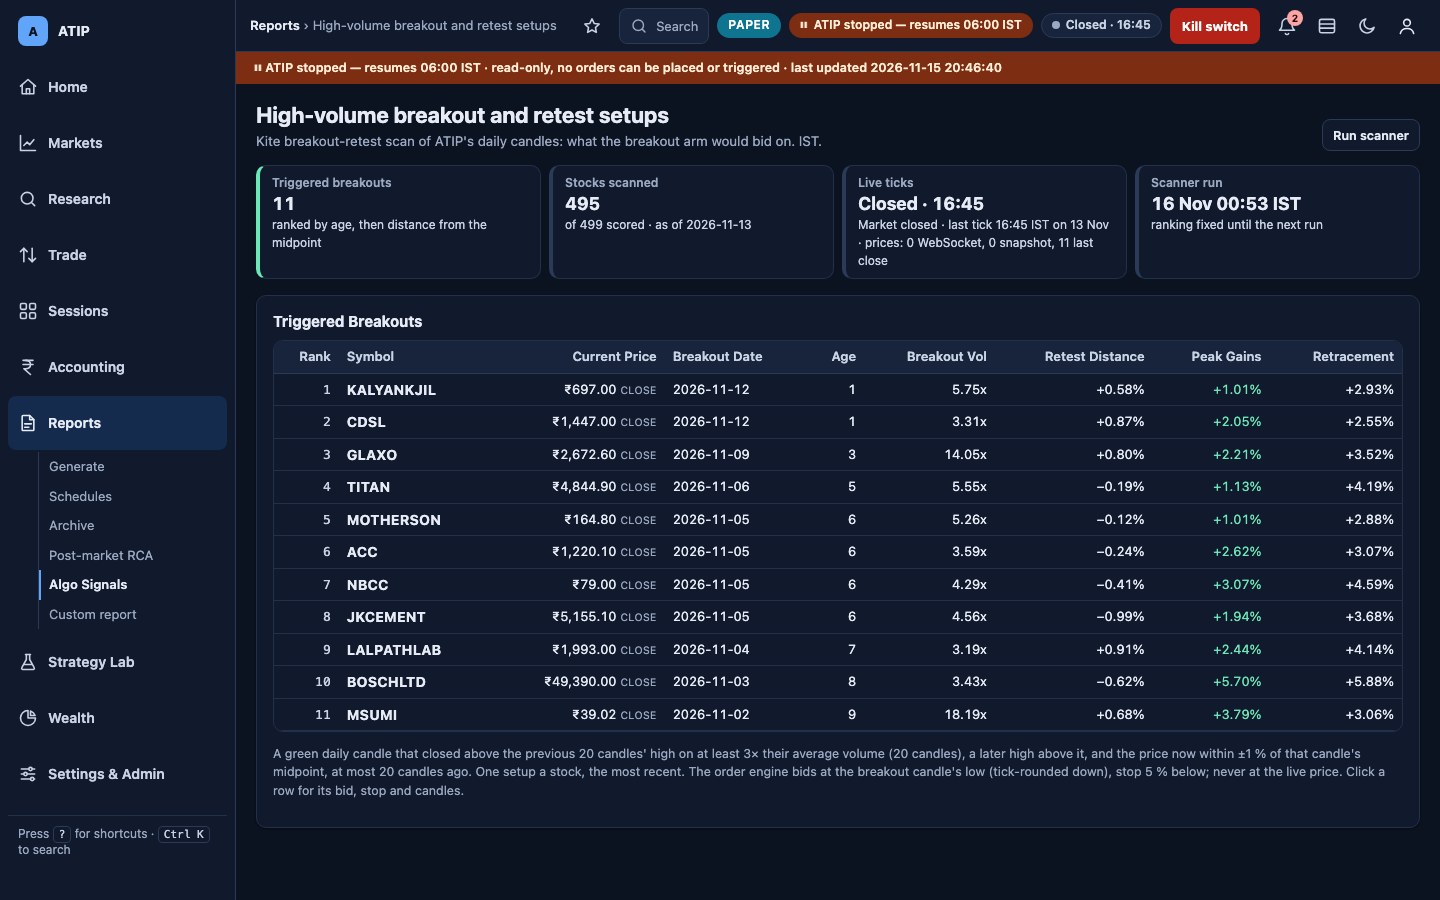 A ATIP
Reports › High-volume breakout and retest setups
Search
PAPER
ATIP stopped — resumes 06:00 IST
Closed · 16:45
Kill switch
2
ATIP stopped — resumes 06:00 IST · read-only, no orders can be placed or triggered · last updated 2026-11-15 20:46:40
Home
Markets
Research
Trade
Sessions
Accounting
Reports
Generate
Schedules
Archive
Post-market RCA
Algo Signals
Custom report
Strategy Lab
Wealth
Settings & Admin
Press ? for shortcuts · Ctrl K
to search
High-volume breakout and retest setups
Kite breakout-retest scan of ATIP's daily candles: what the breakout arm would bid on. IST.
Run scanner
Triggered breakouts
11
ranked by age, then distance from the
midpoint
Stocks scanned
495
of 499 scored · as of 2026-11-13
Live ticks
Closed · 16:45
Market closed · last tick 16:45 IST on 13 Nov
· prices: 0 WebSocket, 0 snapshot, 11 last
close
Scanner run
16 Nov 00:53 IST
ranking fixed until the next run
Triggered Breakouts
Rank Symbol Current Price Breakout Date Age Breakout Vol Retest Distance Peak Gains Retracement
1 KALYANKJIL ₹697.00 CLOSE 2026-11-12 1 5.75x +0.58% +1.01% +2.93%
2 CDSL ₹1,447.00 CLOSE 2026-11-12 1 3.31x +0.87% +2.05% +2.55%
3 GLAXO ₹2,672.60 CLOSE 2026-11-09 3 14.05x +0.80% +2.21% +3.52%
4 TITAN ₹4,844.90 CLOSE 2026-11-06 5 5.55x −0.19% +1.13% +4.19%
5 MOTHERSON ₹164.80 CLOSE 2026-11-05 6 5.26x −0.12% +1.01% +2.88%
6 ACC ₹1,220.10 CLOSE 2026-11-05 6 3.59x −0.24% +2.62% +3.07%
7 NBCC ₹79.00 CLOSE 2026-11-05 6 4.29x −0.41% +3.07% +4.59%
8 JKCEMENT ₹5,155.10 CLOSE 2026-11-05 6 4.56x −0.99% +1.94% +3.68%
9 LALPATHLAB ₹1,993.00 CLOSE 2026-11-04 7 3.19x +0.91% +2.44% +4.14%
10 BOSCHLTD ₹49,390.00 CLOSE 2026-11-03 8 3.43x −0.62% +5.70% +5.88%
11 MSUMI ₹39.02 CLOSE 2026-11-02 9 18.19x +0.68% +3.79% +3.06%
A green daily candle that closed above the previous 20 candles' high on at least 3× their average volume (20 candles), a later high above it, and the price now within ±1 % of that candle's
midpoint, at most 20 candles ago. One setup a stock, the most recent. The order engine bids at the breakout candle's low (tick-rounded down), stop 5 % below; never at the live price. Click a
row for its bid, stop and candles.